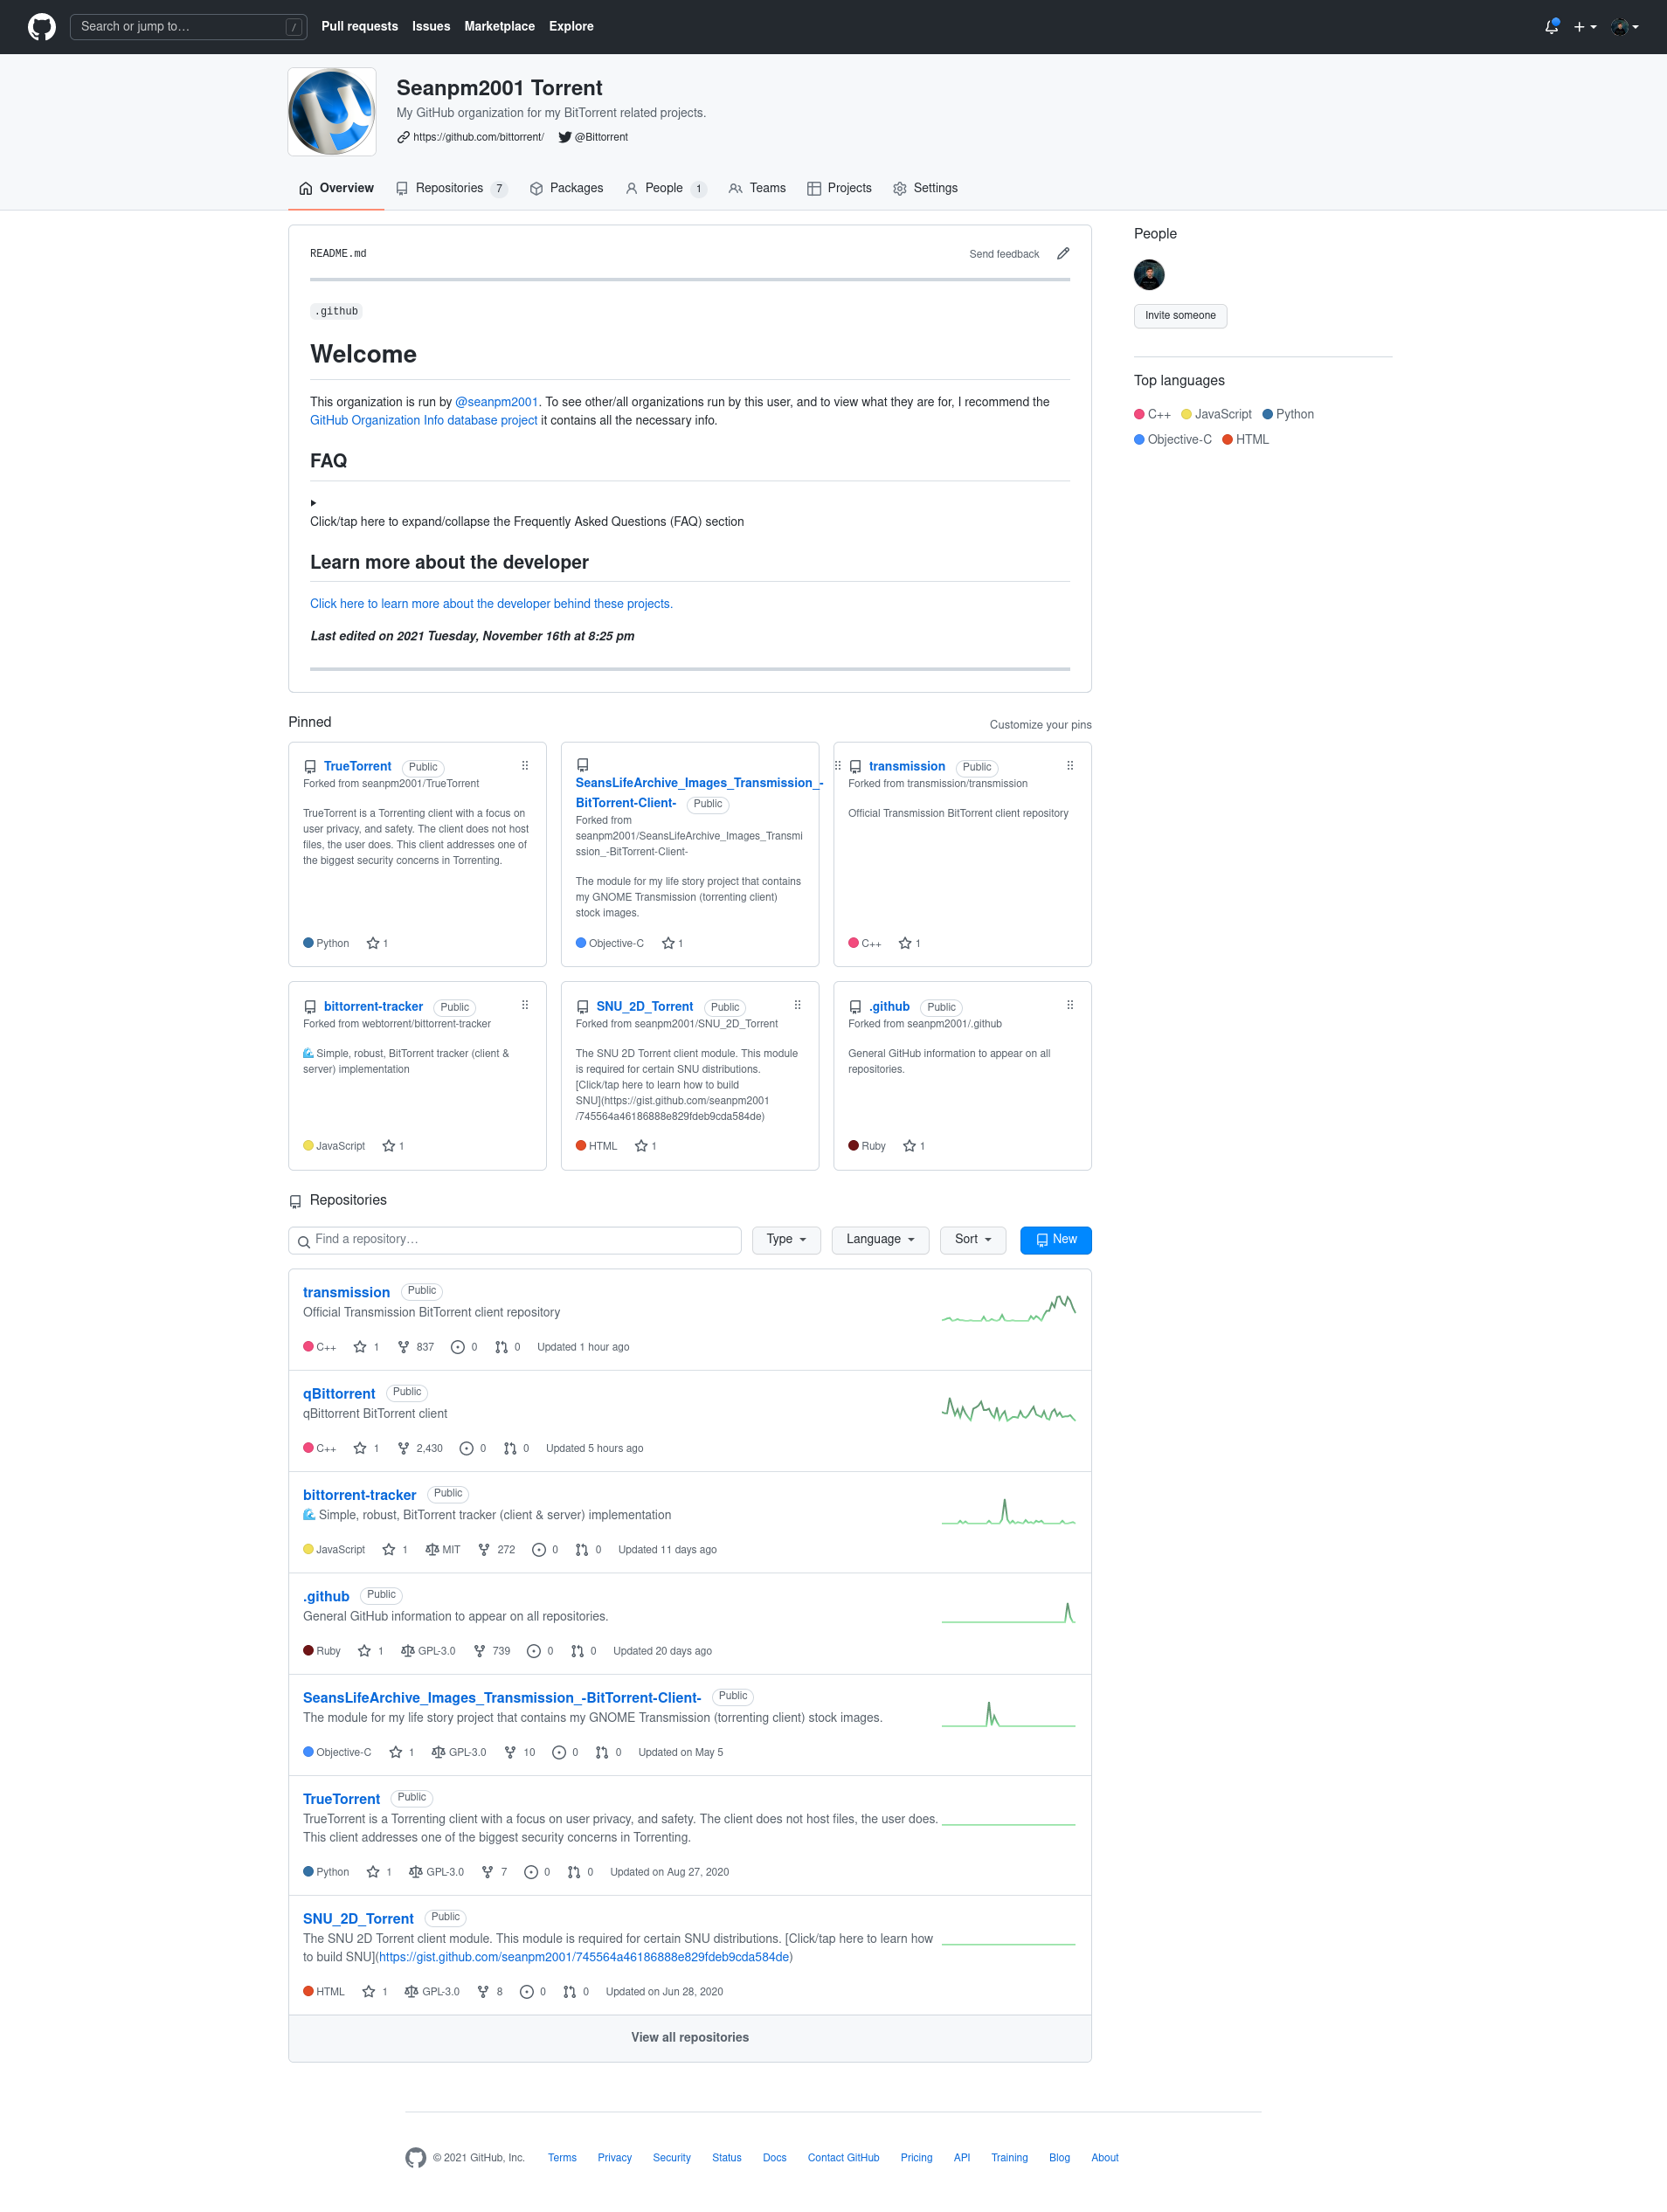 Search or jump to… /
Pull requests Issues Marketplace Explore
Seanpm2001 Torrent
My GitHub organization for my BitTorrent related projects.
https://github.com/bittorrent/ @Bittorrent
Overview Repositories 7 Packages People 1 Teams Projects Settings
README.md Send feedback
.github
Welcome
This organization is run by @seanpm2001. To see other/all organizations run by this user, and to view what they are for, I recommend the
GitHub Organization Info database project it contains all the necessary info.
FAQ
Click/tap here to expand/collapse the Frequently Asked Questions (FAQ) section
Learn more about the developer
Click here to learn more about the developer behind these projects.
Last edited on 2021 Tuesday, November 16th at 8:25 pm
People
Invite someone
Top languages
C++ JavaScript Python
Objective-C HTML
Pinned Customize your pins
TrueTorrent Public
Forked from seanpm2001/TrueTorrent
TrueTorrent is a Torrenting client with a focus on
user privacy, and safety. The client does not host
files, the user does. This client addresses one of
the biggest security concerns in Torrenting.
Python 1
SeansLifeArchive_Images_Transmission_-
BitTorrent-Client- Public
Forked from
seanpm2001/SeansLifeArchive_Images_Transmi
ssion_-BitTorrent-Client-
The module for my life story project that contains
my GNOME Transmission (torrenting client)
stock images.
Objective-C 1
transmission Public
Forked from transmission/transmission
Official Transmission BitTorrent client repository
C++ 1
bittorrent-tracker Public
Forked from webtorrent/bittorrent-tracker
🌊 Simple, robust, BitTorrent tracker (client &
server) implementation
JavaScript 1
SNU_2D_Torrent Public
Forked from seanpm2001/SNU_2D_Torrent
The SNU 2D Torrent client module. This module
is required for certain SNU distributions.
[Click/tap here to learn how to build
SNU](https://gist.github.com/seanpm2001
/745564a46186888e829fdeb9cda584de)
HTML 1
.github Public
Forked from seanpm2001/.github
General GitHub information to appear on all
repositories.
Ruby 1
Repositories
Find a repository… Type Language Sort New
transmission Public
Official Transmission BitTorrent client repository
C++ 1 837 0 0 Updated 1 hour ago
qBittorrent Public
qBittorrent BitTorrent client
C++ 1 2,430 0 0 Updated 5 hours ago
bittorrent-tracker Public
🌊 Simple, robust, BitTorrent tracker (client & server) implementation
JavaScript 1 MIT 272 0 0 Updated 11 days ago
.github Public
General GitHub information to appear on all repositories.
Ruby 1 GPL-3.0 739 0 0 Updated 20 days ago
SeansLifeArchive_Images_Transmission_-BitTorrent-Client- Public
The module for my life story project that contains my GNOME Transmission (torrenting client) stock images.
Objective-C 1 GPL-3.0 10 0 0 Updated on May 5
TrueTorrent Public
TrueTorrent is a Torrenting client with a focus on user privacy, and safety. The client does not host files, the user does.
This client addresses one of the biggest security concerns in Torrenting.
Python 1 GPL-3.0 7 0 0 Updated on Aug 27, 2020
SNU_2D_Torrent Public
The SNU 2D Torrent client module. This module is required for certain SNU distributions. [Click/tap here to learn how
to build SNU](https://gist.github.com/seanpm2001/745564a46186888e829fdeb9cda584de)
HTML 1 GPL-3.0 8 0 0 Updated on Jun 28, 2020
View all repositories
© 2021 GitHub, Inc. Terms Privacy Security Status Docs Contact GitHub Pricing API Training Blog About